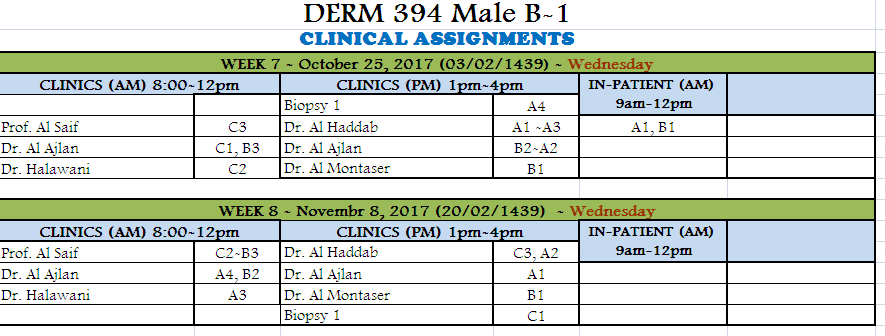 DERM 394 Male B-1
CLINICAL ASSIGNMENTS
WEEK 7 ~ October 25, 2017 (03/02/1439) ~ Wednesday
CLINICS (AM) 8:00~12pm CLINICS (PM) 1pm~4pm IN-PATIENT (AM)
9am-12pm
Biopsy 1 A4
Prof. Al Saif C3 Dr. Al Haddab A1 ~A3 A1, B1
Dr. Al Ajlan C1, B3 Dr. Al Ajlan B2~A2
Dr. Halawani C2 Dr. Al Montaser B1
WEEK 8 ~ Novembr 8, 2017 (20/02/1439) ~ Wednesday
CLINICS (AM) 8:00~12pm CLINICS (PM) 1pm~4pm IN-PATIENT (AM)
9am-12pm
Prof. Al Saif C2~B3 Dr. Al Haddab C3, A2
Dr. Al Ajlan A4, B2 Dr. Al Ajlan A1
Dr. Halawani A3 Dr. Al Montaser B1
Biopsy 1 C1